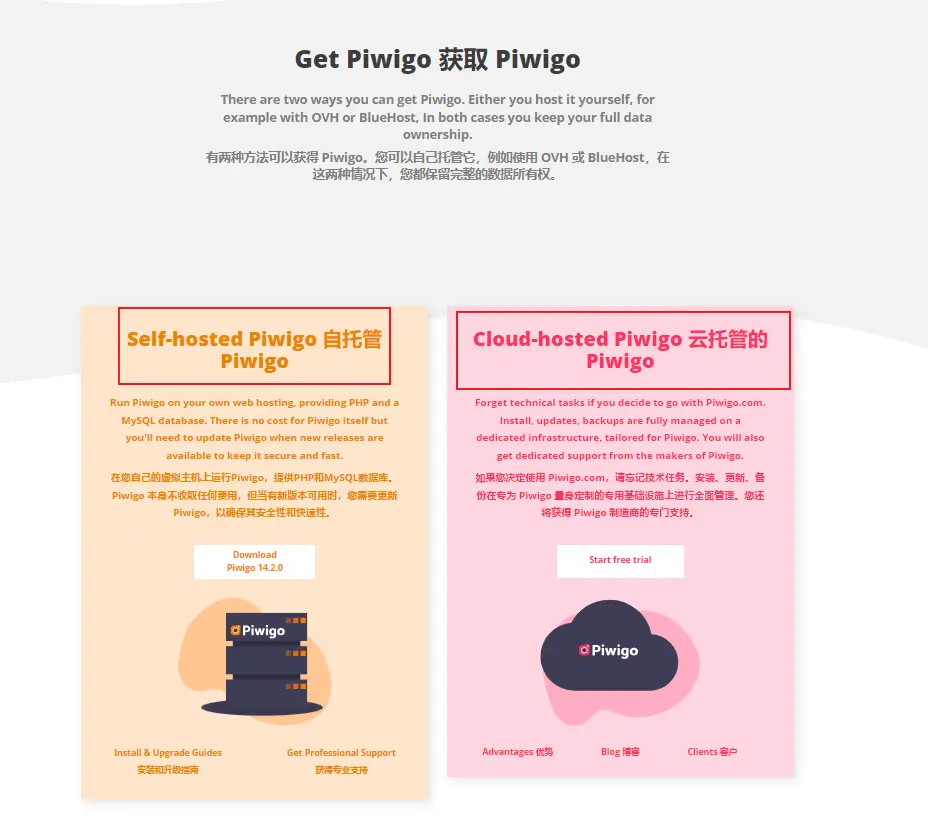 Get Piwigo 获取 Piwigo
There are two ways you can get Piwigo. Either you host it yourself, for
example with OVH or BlueHost, In both cases you keep your full data
ownership.
有两种方法可以获得 Piwigo。您可以自己托管它，例如使用 OVH 或 BlueHost，在
这两种情况下，您都保留完整的数据所有权。
Self-hosted Piwigo 自托管
Piwigo
Run Piwigo on your own web hosting, providing PHP and a
MySQL database. There is no cost for Piwigo itself but
you'll need to update Piwigo when new releases are
available to keep it secure and fast.
在您自己的虚拟主机上运行Piwigo，提供PHP和MySQL数据库。
Piwigo 本身不收取任何费用，但当有新版本可用时，您需要更新
Piwigo，以确保其安全性和快速性。
Download
Piwigo 14.2.0
Piwigo
Install & Upgrade Guides
安装和升级指南
Get Professional Support
获得专业支持
Cloud-hosted Piwigo 云托管的
Piwigo
Forget technical tasks if you decide to go with Piwigo.com.
Install, updates, backups are fully managed on a
dedicated infrastructure, tailored for Piwigo. You will also
get dedicated support from the makers of Piwigo.
如果您决定使用 Piwigo.com，请忘记技术任务。安装、更新、备
份在专为 Piwigo 量身定制的专用基础设施上进行全面管理。您还
将获得 Piwigo 制造商的专门支持。
Start free trial
Piwigo
Advantages 优势
Blog 博客
Clients 客户